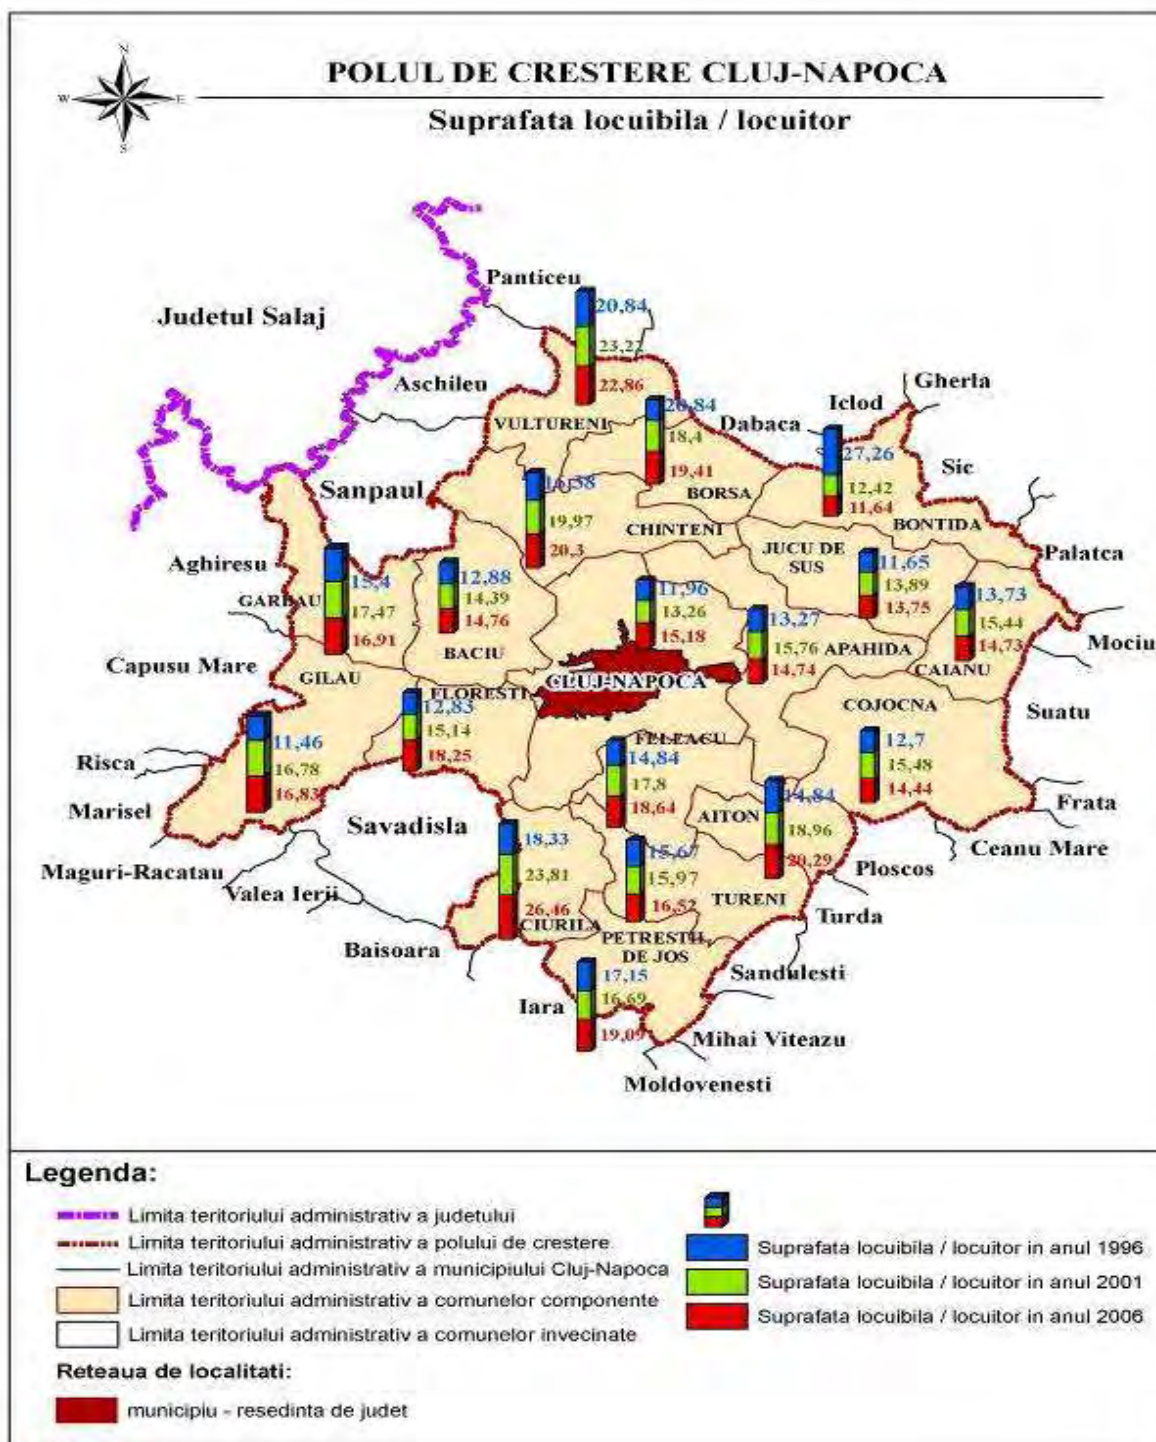 N
W
E
S
POLUL DE CRESTERE CLUJ-NAPOCA
Suprafata locuibila / locuitor
Panticeu
Judetul Salaj
20,84
23,22
22,86
Aschileu
Gherla
Iclod
VULTURENI
20,84
18,4
19,41
Dabaca
27,26
12,42
11,64
Sic
Sanpaul
BORSA
BONTIDA
19,97
20,3
CHINTENI
JUCU DE
SUS
Palatca
Aghiresu
GARBAU
15,4
17,47
16,91
12,88
14,39
14,76
BACIU
11,96
13,26
15,18
11,65
13,89
13,75
13,27
15,76
14,74
APAHIDA
13,73
15,44
14,73
CAIANU
Mociu
Capusu Mare
GILAU
FLORESTI
CLUJ-NAPOCA
COJOCNA
Suatu
12,83
15,14
18,25
Risca
11,46
16,78
16,83
FELEACU
14,84
17,8
18,64
12,7
15,48
14,44
Marisel
Savadisla
AITON
14,84
18,96
20,29
Frata
Ceanu Mare
Maguri-Racatau
Valea Ierii
18,33
23,81
26,46
15,67
15,97
16,52
Ploscos
TURENI
Turda
CIURILA
PETRESTII
DE JOS
Baisoara
Sandulesti
Iara
17,15
16,69
19,09
Mihai Viteazu
Moldovenesti
Legenda:
Limita teritoriului administrativ a judetului
Limita teritoriului administrativ a polului de crestere
Limita teritoriului administrativ a municipiului Cluj-Napoca
Limita teritoriului administrativ a comunelor componente
Limita teritoriului administrativ a comunelor invecinate
Suprafata locuibila / locuitor in anul 1996
Suprafata locuibila / locuitor in anul 2001
Suprafata locuibila / locuitor in anul 2006
Reteaua de localitati:
municipiu - resedinta de judet